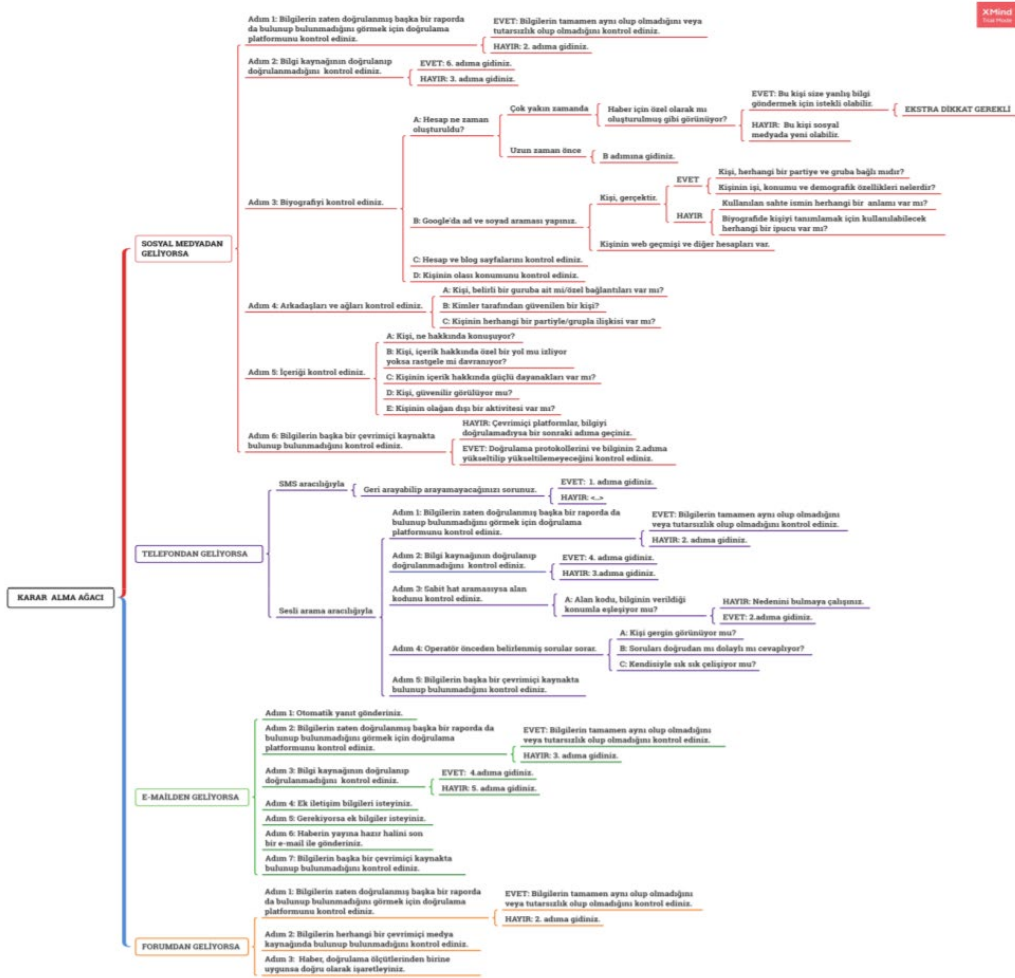 XMind
Trial Mode
KARAR ALMA AĞACI
SOSYAL MEDYADAN
GELİYORSA
Adım 1: Bilgilerin zaten doğrulanmış başka bir raporda
da bulunup bulunmadığını görmek için doğrulama
platformunu kontrol ediniz.
EVET: Bilgilerin tamamen aynı olup olmadığını veya
tutarsızlık olup olmadığını kontrol ediniz.
HAYIR: 2. adıma gidiniz.
Adım 2: Bilgi kaynağının doğrulanıp
doğrulanmadığını kontrol ediniz.
EVET: 6. adıma gidiniz.
HAYIR: 3. adıma gidiniz.
Adım 3: Biyografiyi kontrol ediniz.
A: Hesap ne zaman
oluşturuldu?
Çok yakın zamanda
Haber için özel olarak mı
oluşturulmuş gibi görünüyor?
EVET: Bu kişi size yanlış bilgi
göndermek için istekli olabilir.
EKSTRA DİKKAT GEREKLİ
HAYIR: Bu kişi sosyal
medyada yeni olabilir.
Uzun zaman önce
B adımına gidiniz.
B: Google'da ad ve soyad araması yapınız.
Kişi, gerçektir.
EVET
Kişi, herhangi bir partiye ve gruba bağlı mıdır?
Kişinin işi, konumu ve demografik özellikleri nelerdir?
HAYIR
Kullanılan sahte ismin herhangi bir anlamı var mı?
Biyografide kişiyi tanımlamak için kullanılabilecek
herhangi bir ipucu var mı?
Kişinin web geçmişi ve diğer hesapları var.
C: Hesap ve blog sayfalarını kontrol ediniz.
D: Kişinin olası konumunu kontrol ediniz.
Adım 4: Arkadaşları ve ağları kontrol ediniz.
A: Kişi, belirli bir guruba ait mi/özel bağlantıları var mı?
B: Kimler tarafından güvenilen bir kişi?
C: Kişinin herhangi bir partiyle/grupla ilişkisi var mı?
Adım 5: İçeriği kontrol ediniz.
A: Kişi, ne hakkında konuşuyor?
B: Kişi, içerik hakkında özel bir yol mu izliyor
yoksa rastgele mi davranıyor?
C: Kişinin içerik hakkında güçlü dayanakları var mı?
D: Kişi, güvenilir görülüyor mu?
E: Kişinin olağan dışı bir aktivitesi var mı?
Adım 6: Bilgilerin başka bir çevrimiçi kaynakta
bulunup bulunmadığını kontrol ediniz.
HAYIR: Çevrimiçi platformlar, bilgiyi
doğrulamadıysa bir sonraki adıma geçiniz.
EVET: Doğrulama protokollerini ve bilginin 2.adıma
yükseltilip yükseltilemeyeceğini kontrol ediniz.
TELEFONDAN GELİYORSA
SMS aracılığıyla
Geri arayabilip arayamayacağınızı sorunuz.
EVET: 1. adıma gidiniz.
HAYIR: <..>
Sesli arama aracılığıyla
Adım 1: Bilgilerin zaten doğrulanmış başka bir raporda da
bulunup bulunmadığını görmek için doğrulama
platformunu kontrol ediniz.
EVET: Bilgilerin tamamen aynı olup olmadığını
veya tutarsızlık olup olmadığını kontrol ediniz.
HAYIR: 2. adıma gidiniz.
Adım 2: Bilgi kaynağının doğrulanıp
doğrulanmadığını kontrol ediniz.
EVET: 4. adıma gidiniz.
HAYIR: 3.adıma gidiniz.
Adım 3: Sabit hat aramasıysa alan
kodunu kontrol ediniz.
A: Alan kodu, bilginin verildiği
konumla eşleşiyor mu?
HAYIR: Nedenini bulmaya çalışınız.
EVET: 2.adıma gidiniz.
Adım 4: Operatör önceden belirlenmiş sorular sorar.
A: Kişi gergin görünüyor mu?
B: Soruları doğrudan mı dolaylı mı cevaplıyor?
C: Kendisiyle sık sık çelişiyor mu?
Adım 5: Bilgilerin başka bir çevrimiçi kaynakta
bulunup bulunmadığını kontrol ediniz.
E-MAİLDEN GELİYORSA
Adım 1: Otomatik yanıt gönderiniz.
Adım 2: Bilgilerin zaten doğrulanmış başka bir raporda da
bulunup bulunmadığını görmek için doğrulama
platformunu kontrol ediniz.
EVET: Bilgilerin tamamen aynı olup olmadığını
veya tutarsızlık olup olmadığını kontrol ediniz.
HAYIR: 3. adıma gidiniz.
Adım 3: Bilgi kaynağının doğrulanıp
doğrulanmadığını kontrol ediniz.
EVET: 4.adıma gidiniz.
HAYIR: 5. adıma gidiniz.
Adım 4: Ek iletişim bilgileri isteyiniz.
Adım 5: Gerekiyorsa ek bilgiler isteyiniz.
Adım 6: Haberin yayına hazır halini son
bir e-mail ile gönderiniz.
Adım 7: Bilgilerin başka bir çevrimiçi kaynakta
bulunup bulunmadığını kontrol ediniz.
FORUMDAN GELİYORSA
Adım 1: Bilgilerin zaten doğrulanmış başka bir raporda
da bulunup bulunmadığını görmek için doğrulama
platformunu kontrol ediniz.
EVET: Bilgilerin tamamen aynı olup olmadığını
veya tutarsızlık olup olmadığını kontrol ediniz.
HAYIR: 2. adıma gidiniz.
Adım 2: Bilgilerin herhangi bir çevrimiçi medya
kaynağında bulunup bulunmadığını kontrol ediniz.
Adım 3: Haber, doğrulama ölçütlerinden birine
uygunsa doğru olarak işaretleyiniz.